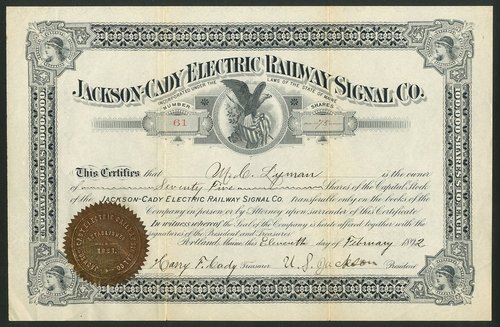 JACKSON-CADY ELECTRIC RAILWAY SIGNAL CO.
INCORPORATED UNDER THE LAWS OF THE STATE OF MAINE
NUMBER SHARES
61 75
This Certifies that Lyman is the owner
of Seventy Five Shares of the Capital Stock
of the JACKSON-CADY ELECTRIC RAILWAY SIGNAL CO. transferable only on the books of the
Company in person or by Attorney upon surrender of this Certificate
In witness whereof the Seal of the Company is hereto affixed together with the
signatures of its President and Treasurer.
Portland, Maine this Eleventh day of February 1892
Harry F. Cady Treasurer U.S. Jackson President